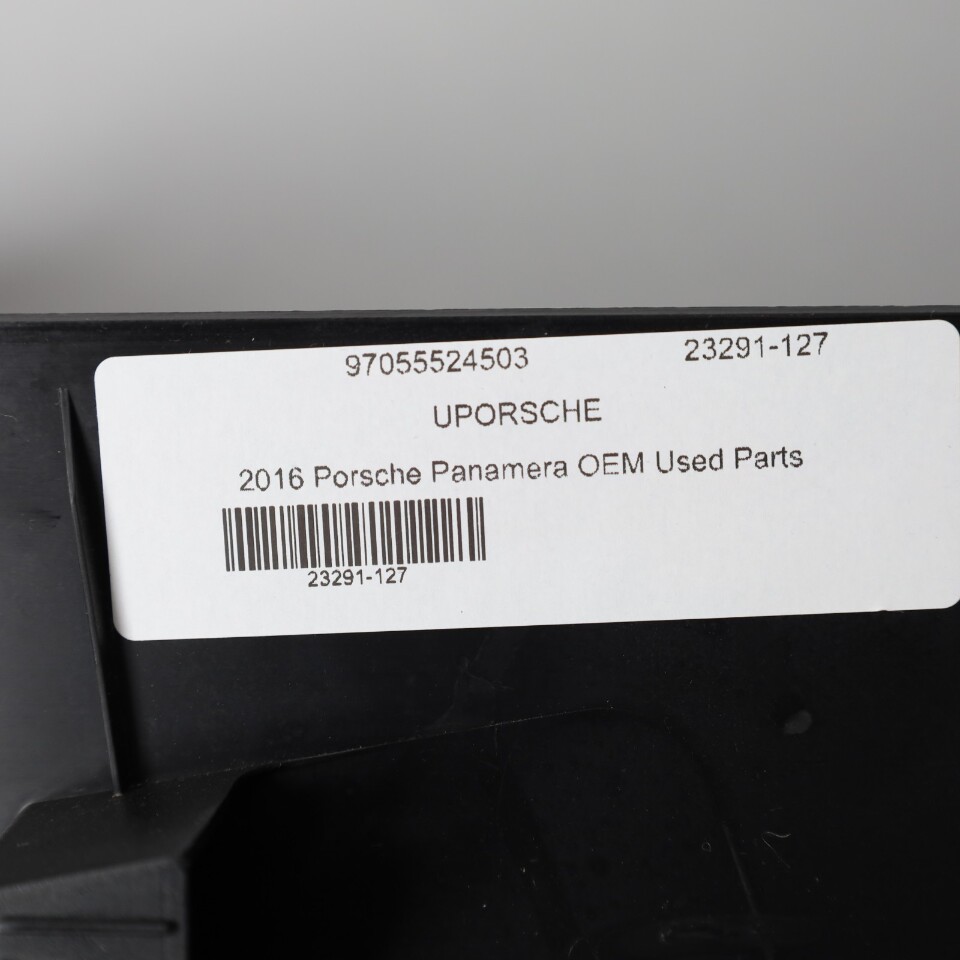 97055524503 23291-127
UPORSCHE
2016 Porsche Panamera OEM Used Parts
23291-127